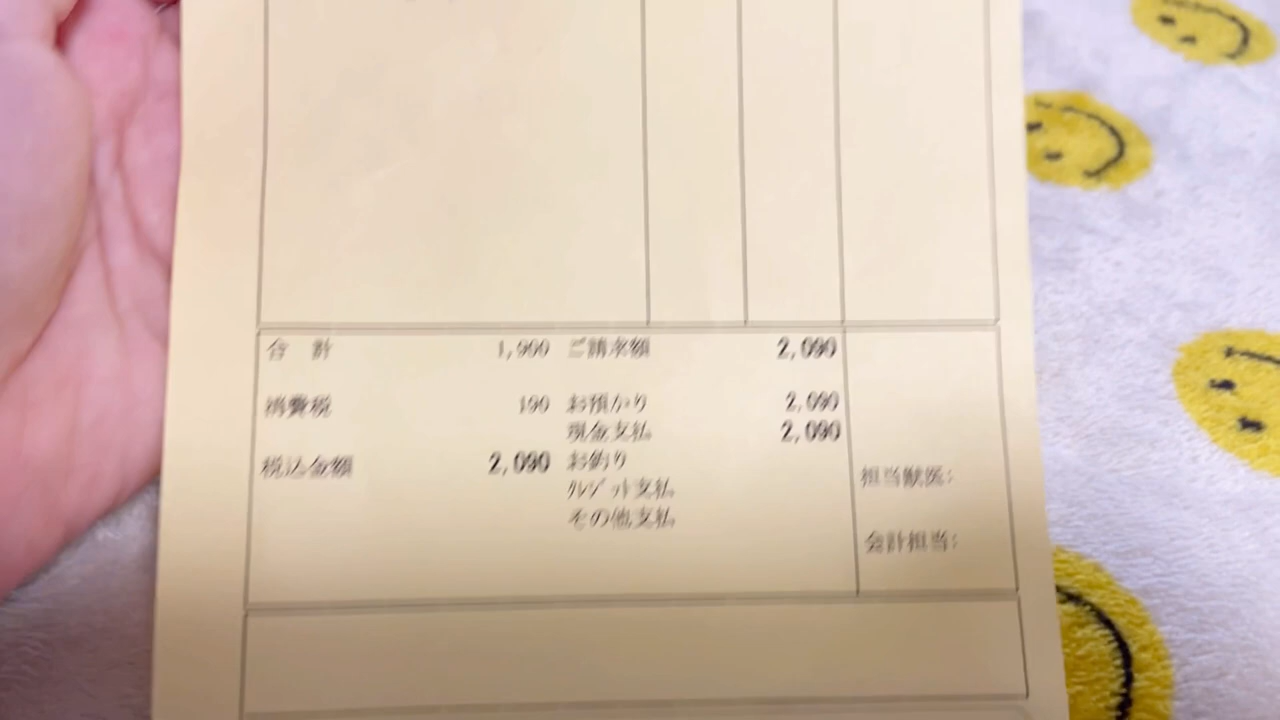 合 計 1,900 ご請求額 2,090
消費税 190 お預かり 2,090
現金支払 2,090
税込金額 2,090 お釣り
クレジット支払
その他支払
担当獣医:
会計担当: